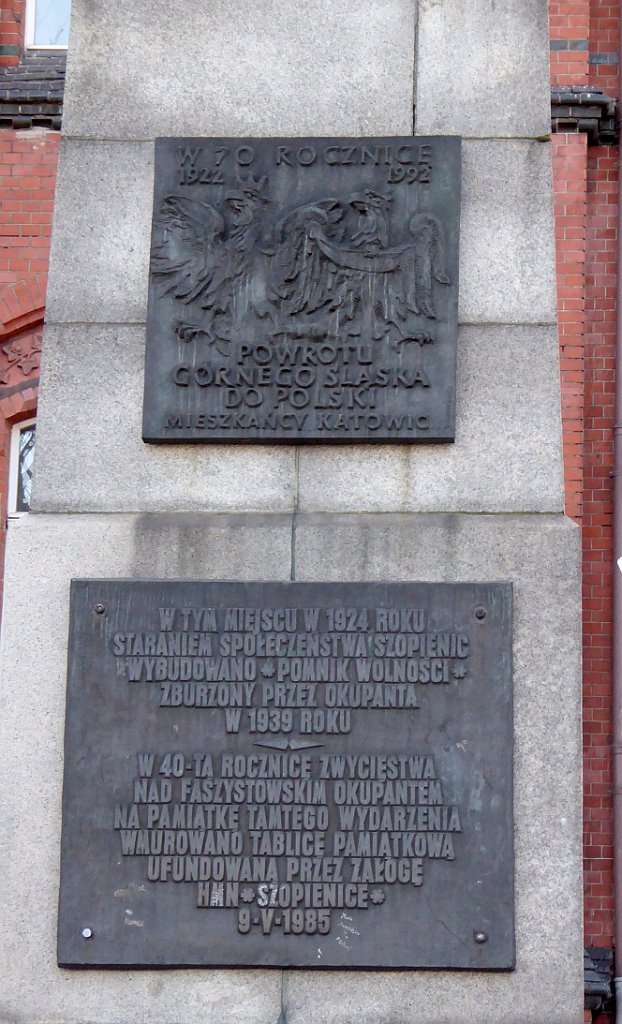 W 70 ROCZNICĘ
1922 1992
POWROTU
GÓRNEGO ŚLĄSKA
DO POLSKI
MIESZKAŃCY KATOWIC
W TYM MIEJSCU W 1924 ROKU
STARANIEM SPOŁECZEŃSTWA SZOPIENIC
WYBUDOWANO *POMNIK WOLNOŚCI*
ZBURZONY PRZEZ OKUPANTA
W 1939 ROKU
W 40-TĄ ROCZNICĘ ZWYCIĘSTWA
NAD FASZYSTOWSKIM OKUPANTEM
NA PAMIĄTKĘ TAMTEGO WYDARZENIA
WMUROWANO TABLICĘ PAMIĄTKOWĄ
UFUNDOWANĄ PRZEZ ZAŁOGĘ
HMN *SZOPIENICE*
9-V-1985